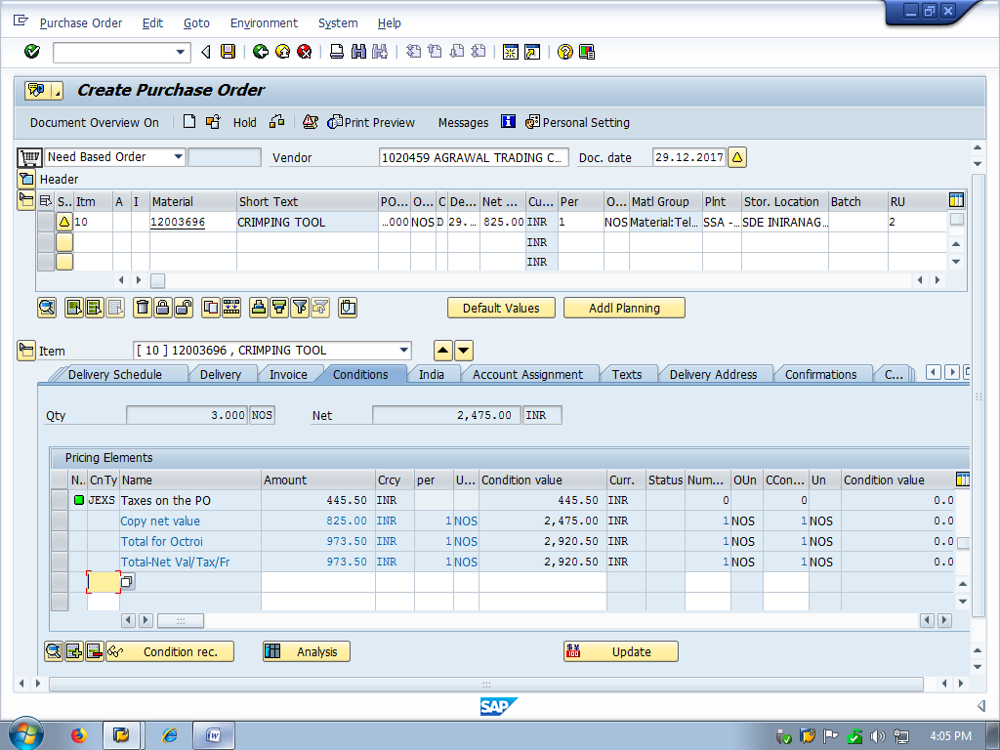 Purchase Order Edit Goto Environment System Help
Create Purchase Order
Document Overview On Hold Print Preview Messages Personal Setting
Need Based Order Vendor 1020459 AGRAWAL TRADING C... Doc. date 29.12.2017
Header
S.. Itm A I Material Short Text PO... O... C De... Net ... Cu... Per O... Matl Group Plnt Stor. Location Batch RU
10 12003696 CRIMPING TOOL ...000 NOS D 29.... 825.00 INR 1 NOS Material:Tel... SSA -... SDE INIRANAG... 2
INR
INR
Default Values Addl Planning
Item [ 10 ] 12003696 , CRIMPING TOOL
Delivery Schedule Delivery Invoice Conditions India Account Assignment Texts Delivery Address Confirmations C...
Qty 3.000 NOS Net 2,475.00 INR
Pricing Elements
N.. CnTy Name Amount Crcy per U... Condition value Curr. Status Num... OUn CCon... Un Condition value
JEXS Taxes on the PO 445.50 INR 445.50 INR 0 0 0.0
Copy net value 825.00 INR 1 NOS 2,475.00 INR 1 NOS 1 NOS 0.0
Total for Octroi 973.50 INR 1 NOS 2,920.50 INR 1 NOS 1 NOS 0.0
Total-Net Val/Tax/Fr 973.50 INR 1 NOS 2,920.50 INR 1 NOS 1 NOS 0.0
Condition rec. Analysis Update
SAP
4:05 PM